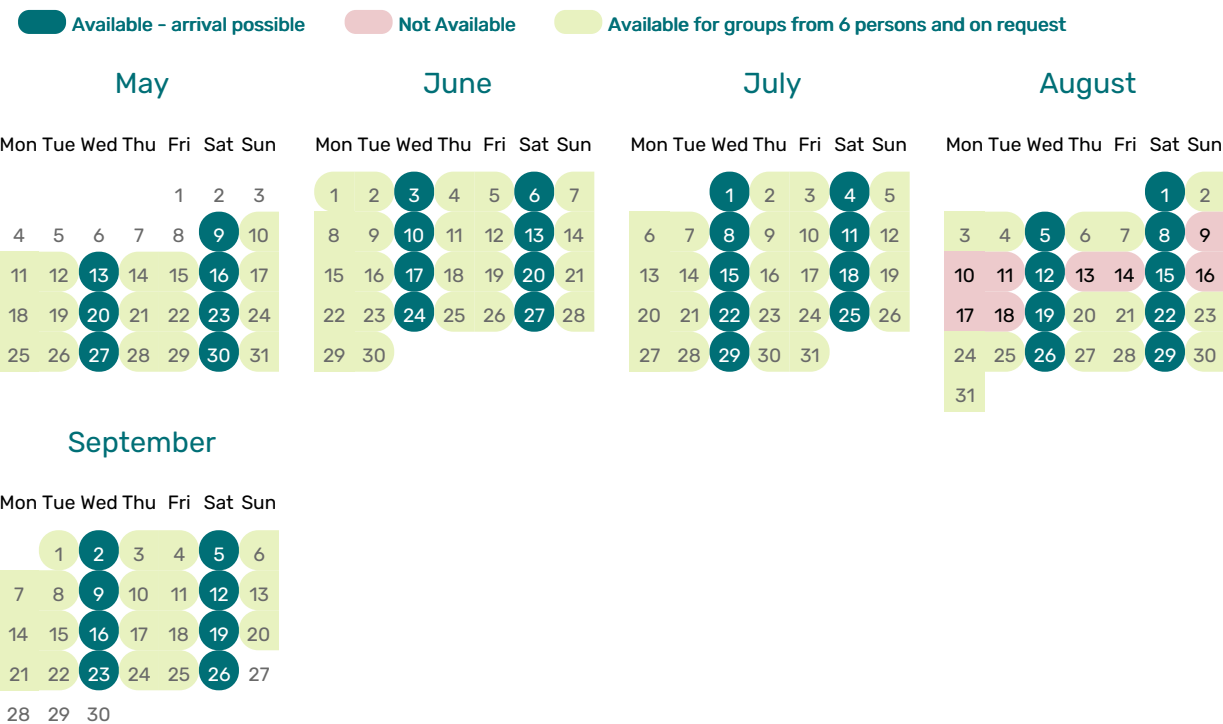 Available - arrival possible Not Available Available for groups from 6 persons and on request
May June July August
Mon Tue Wed Thu Fri Sat Sun Mon Tue Wed Thu Fri Sat Sun Mon Tue Wed Thu Fri Sat Sun Mon Tue Wed Thu Fri Sat Sun
1 2 3 1 2 3 4 5 6 7 1 2 3 4 5 1 2
4 5 6 7 8 9 10 8 9 10 11 12 13 14 6 7 8 9 10 11 12 3 4 5 6 7 8 9
11 12 13 14 15 16 17 15 16 17 18 19 20 21 13 14 15 16 17 18 19 10 11 12 13 14 15 16
18 19 20 21 22 23 24 22 23 24 25 26 27 28 20 21 22 23 24 25 26 17 18 19 20 21 22 23
25 26 27 28 29 30 31 29 30 27 28 29 30 31 24 25 26 27 28 29 30
31
September
Mon Tue Wed Thu Fri Sat Sun
1 2 3 4 5 6
7 8 9 10 11 12 13
14 15 16 17 18 19 20
21 22 23 24 25 26 27
28 29 30